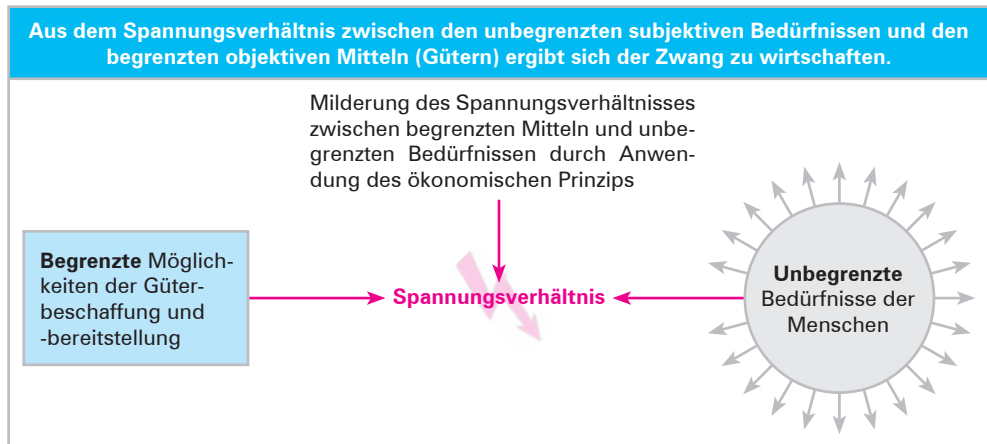 Aus dem Spannungsverhältnis zwischen den unbegrenzten subjektiven Bedürfnissen und den
begrenzten objektiven Mitteln (Gütern) ergibt sich der Zwang zu wirtschaften.
Milderung des Spannungsverhältnisses
zwischen begrenzten Mitteln und unbe-
grenzten Bedürfnissen durch Anwen-
dung des ökonomischen Prinzips
Begrenzte Möglich-
keiten der Güter-
beschaffung und
-bereitstellung
Spannungsverhältnis
Unbegrenzte
Bedürfnisse der
Menschen